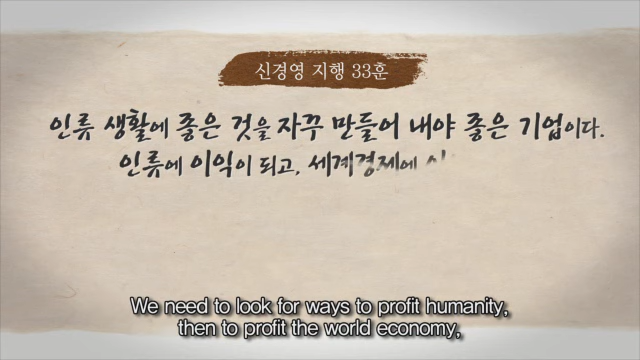 신경영 지행 33훈
인류 생활에 좋은 것을 자꾸 만들어 내야 좋은 기업이다.
인류에 이익이 되고, 세계경제에
We need to look for ways to profit humanity,
then to profit the world economy,